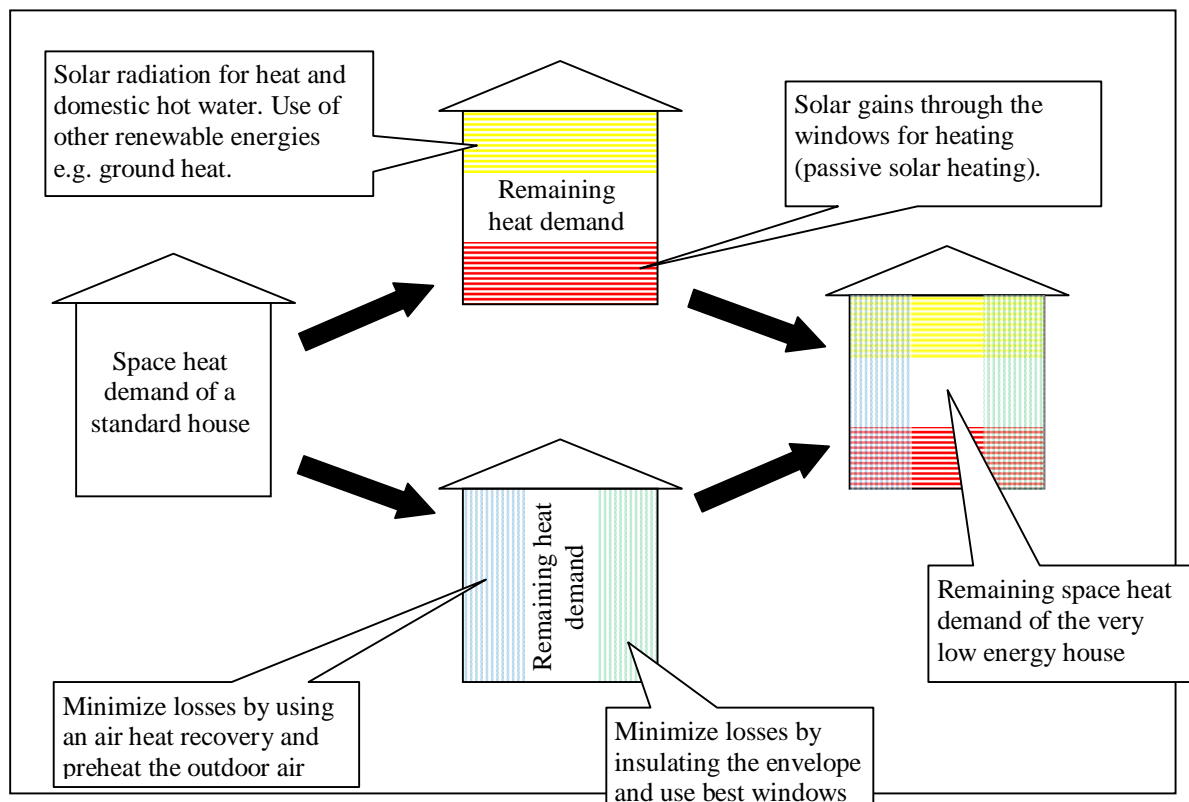 Solar radiation for heat and
domestic hot water. Use of
other renewable energies
e.g. ground heat.
Remaining
heat demand
Solar gains through the
windows for heating
(passive solar heating).
Space heat
demand of a
standard house
Remaining heat
demand
Remaining space heat
demand of the very
low energy house
Minimize losses by using
an air heat recovery and
preheat the outdoor air
Minimize losses by
insulating the envelope
and use best windows